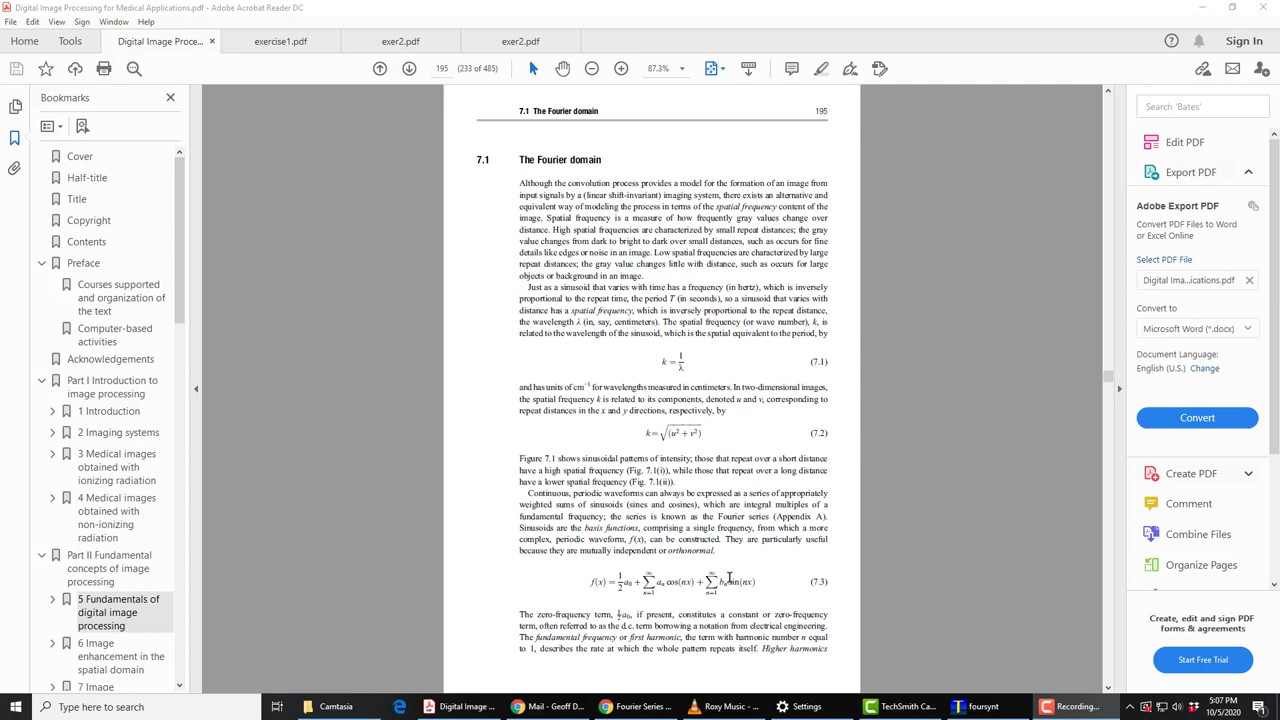 Digital Image Processing for Medical Applications.pdf - Adobe Acrobat Reader DC
File Edit View Sign Window Help
Home Tools Digital Image Proce... × exercise1.pdf exer2.pdf exer2.pdf Sign In
195 (233 of 485) 87.3%
Bookmarks
Cover
Half-title
Title
Copyright
Contents
Preface
Courses supported
and organization of
the text
Computer-based
activities
Acknowledgements
Part I Introduction to
image processing
1 Introduction
2 Imaging systems
3 Medical images
obtained with
ionizing radiation
4 Medical images
obtained with
non-ionizing
radiation
Part II Fundamental
concepts of image
processing
5 Fundamentals of
digital image
processing
6 Image
enhancement in the
spatial domain
7 Image
7.1 The Fourier domain 195
7.1 The Fourier domain
Although the convolution process provides a model for the formation of an image from
input signals by a (linear shift-invariant) imaging system, there exists an alternative and
equivalent way of modeling the process in terms of the spatial frequency content of the
image. Spatial frequency is a measure of how frequently gray values change over
distance. High spatial frequencies are characterized by small repeat distances; the gray
value changes from dark to bright to dark over small distances, such as occurs for fine
details like edges or noise in an image. Low spatial frequencies are characterized by large
repeat distances; the gray value changes little with distance, such as occurs for large
objects or background in an image.
Just as a sinusoid that varies with time has a frequency (in hertz), which is inversely
proportional to the repeat time, the period T (in seconds), so a sinusoid that varies with
distance has a spatial frequency, which is inversely proportional to the repeat distance,
the wavelength λ (in, say, centimeters). The spatial frequency (or wave number), k, is
related to the wavelength of the sinusoid, which is the spatial equivalent to the period, by
k = 1/λ (7.1)
and has units of cm⁻¹ for wavelengths measured in centimeters. In two-dimensional images,
the spatial frequency k is related to its components, denoted u and v, corresponding to
repeat distances in the x and y directions, respectively, by
k = √(u² + v²) (7.2)
Figure 7.1 shows sinusoidal patterns of intensity; those that repeat over a short distance
have a high spatial frequency (Fig. 7.1(i)), while those that repeat over a long distance
have a lower spatial frequency (Fig. 7.1(ii)).
Continuous, periodic waveforms can always be expressed as a series of appropriately
weighted sums of sinusoids (sines and cosines), which are integral multiples of a
fundamental frequency; the series is known as the Fourier series (Appendix A).
Sinusoids are the basis functions, comprising a single frequency, from which a more
complex, periodic waveform, f(x), can be constructed. They are particularly useful
because they are mutually independent or orthonormal.
f(x) = 1/2 a₀ + ∑ₙ₌₁^∞ aₙ cos(nx) + ∑ₙ₌₁^∞ bₙ sin(nx) (7.3)
The zero-frequency term, ½a₀, if present, constitutes a constant or zero-frequency
term, often referred to as the d.c. term borrowing a notation from electrical engineering.
The fundamental frequency or first harmonic, the term with harmonic number n equal
to 1, describes the rate at which the whole pattern repeats itself. Higher harmonics
Search 'Bates'
Edit PDF
Export PDF
Adobe Export PDF
Convert PDF Files to Word
or Excel Online
Select PDF File
Digital Ima...ications.pdf ×
Convert to
Microsoft Word (*.docx)
Document Language:
English (U.S.) Change
Convert
Create PDF
Comment
Combine Files
Organize Pages
Convert, edit and e-sign PDF
forms & agreements
Start Free Trial
Type here to search
Camtasia
Digital Image ...
Mail - Geoff D...
Fourier Series ...
Roxy Music - ...
Settings
TechSmith Ca...
foursynt
Recording...
5:07 PM
10/5/2020